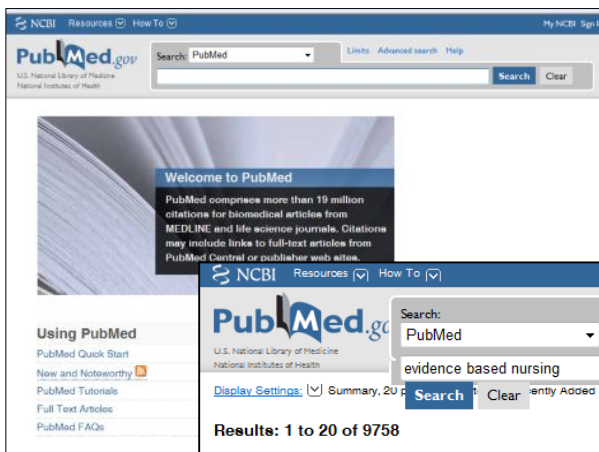 NCBI Resources How To My NCBI Sign
PubMed.gov
U.S. National Library of Medicine
National Institutes of Health
Search: PubMed
Limits Advanced search Help
Search Clear
Welcome to PubMed
PubMed comprises more than 19 million
citations for biomedical articles from
MEDLINE and life science journals. Citations
may include links to full-text articles from
PubMed Central or publisher web sites.
Using PubMed
PubMed Quick Start
New and Noteworthy
PubMed Tutorials
Full Text Articles
PubMed FAQs
NCBI Resources How To
PubMed.go
U.S. National Library of Medicine
National Institutes of Health
Search:
PubMed
evidence based nursing
Search Clear
Display Settings: Summary, 20 Recently Added
Results: 1 to 20 of 9758